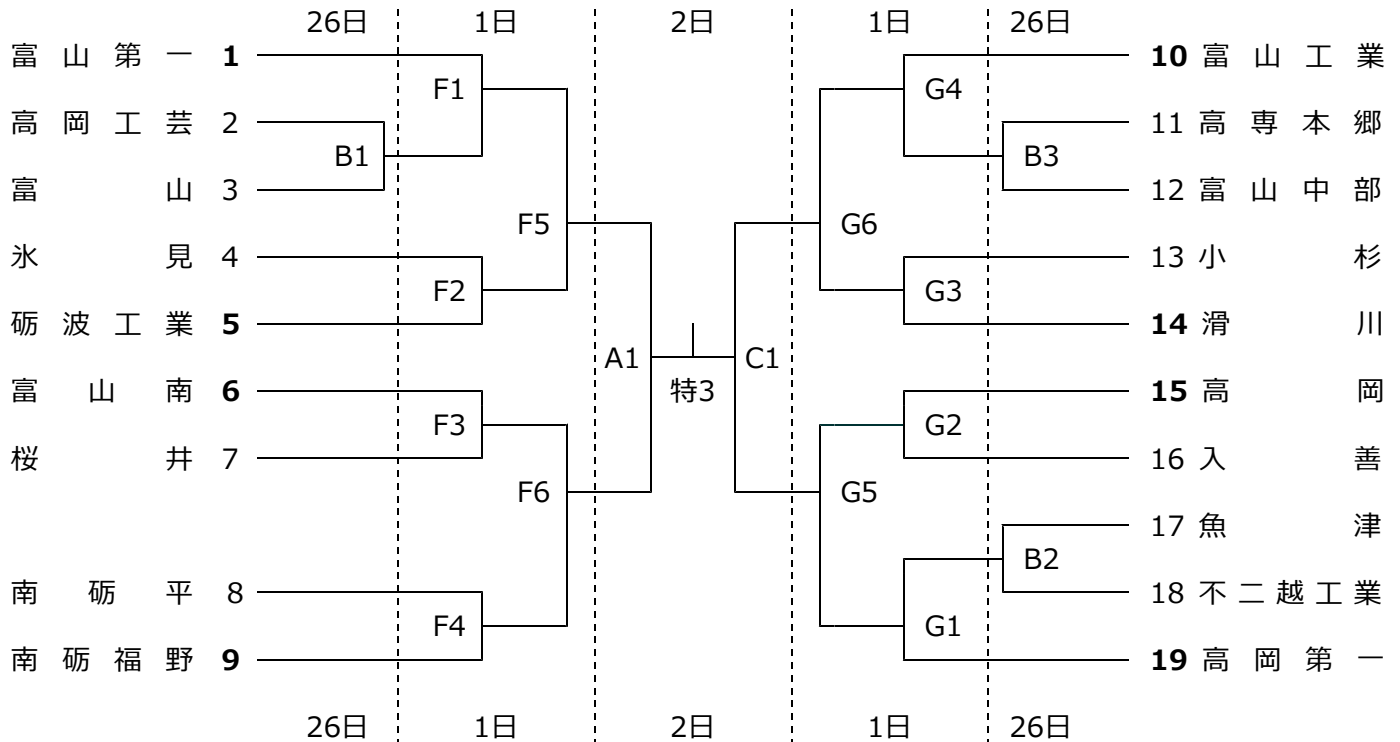 26日 1日 2日 1日 26日
富山第一 1 10 富山工業
F1 G4
高岡工芸 2 11 高専本郷
B1 B3
富山 3 12 富山中部
F5 G6
氷見 4 13 小杉
F2 G3
砺波工業 5 14 滑川
A1 C1
特3
富山南 6 15 高岡
F3 G2
桜井 7 16 入善
F6 G5
17 魚津
B2
南砺平 8 18 不二越工業
F4 G1
南砺福野 9 19 高岡第一
26日 1日 2日 1日 26日